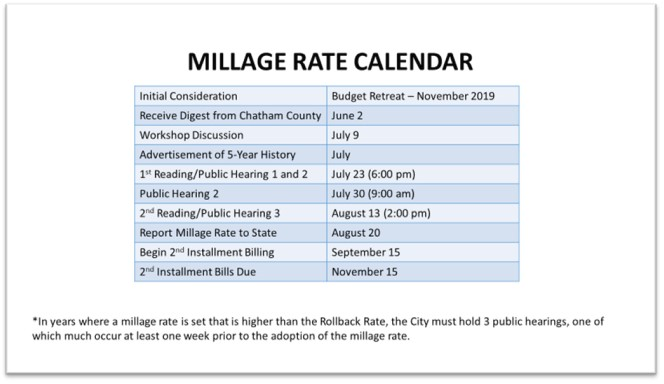 MILLAGE RATE CALENDAR
Initial Consideration Budget Retreat – November 2019
Receive Digest from Chatham County June 2
Workshop Discussion July 9
Advertisement of 5-Year History July
1st Reading/Public Hearing 1 and 2 July 23 (6:00 pm)
Public Hearing 2 July 30 (9:00 am)
2nd Reading/Public Hearing 3 August 13 (2:00 pm)
Report Millage Rate to State August 20
Begin 2nd Installment Billing September 15
2nd Installment Bills Due November 15
*In years where a millage rate is set that is higher than the Rollback Rate, the City must hold 3 public hearings, one of
which much occur at least one week prior to the adoption of the millage rate.